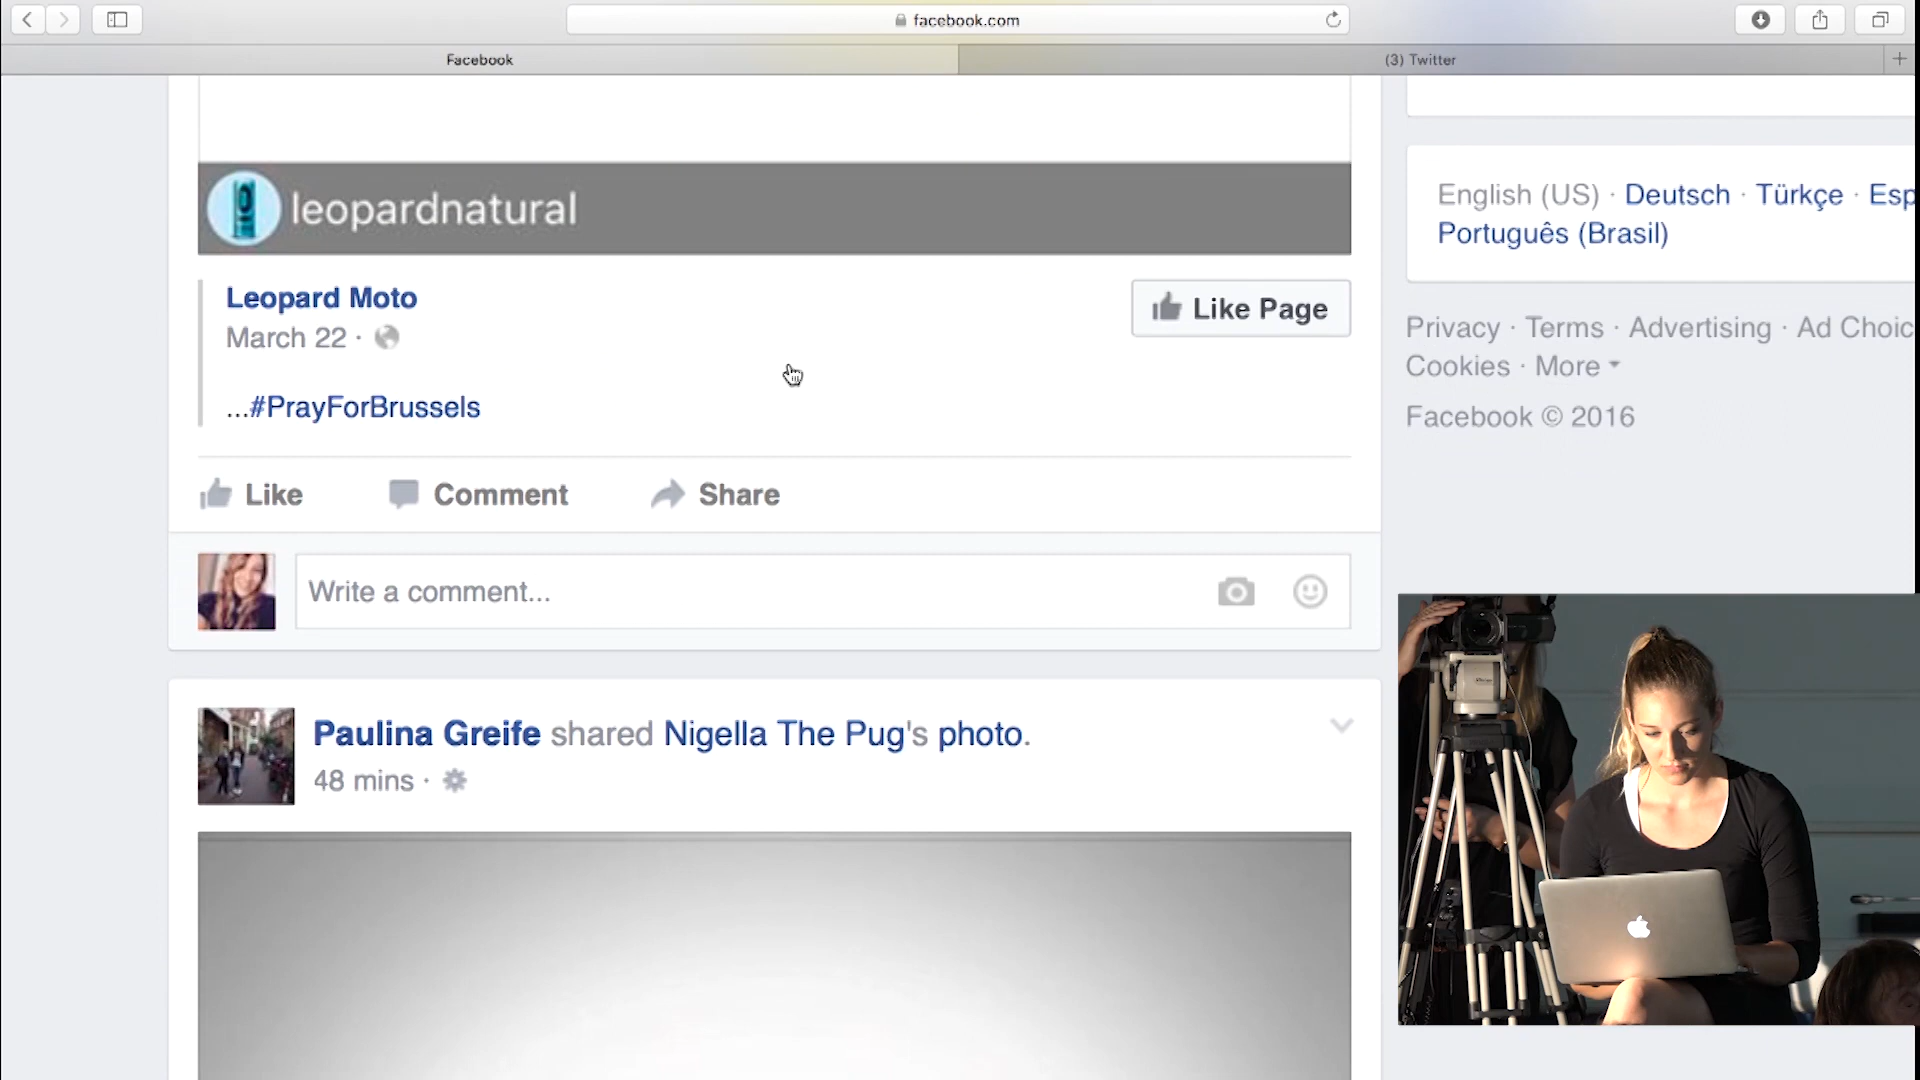 facebook.com
Facebook
(3) Twitter
leopardnatural
Leopard Moto
Like Page
March 22 ·
...#PrayForBrussels
Like
Comment
Share
Write a comment...
Paulina Greife shared Nigella The Pug's photo.
48 mins ·
English (US) · Deutsch · Türkçe · Esp
Português (Brasil)
Privacy · Terms · Advertising · Ad Choic
Cookies · More
Facebook © 2016